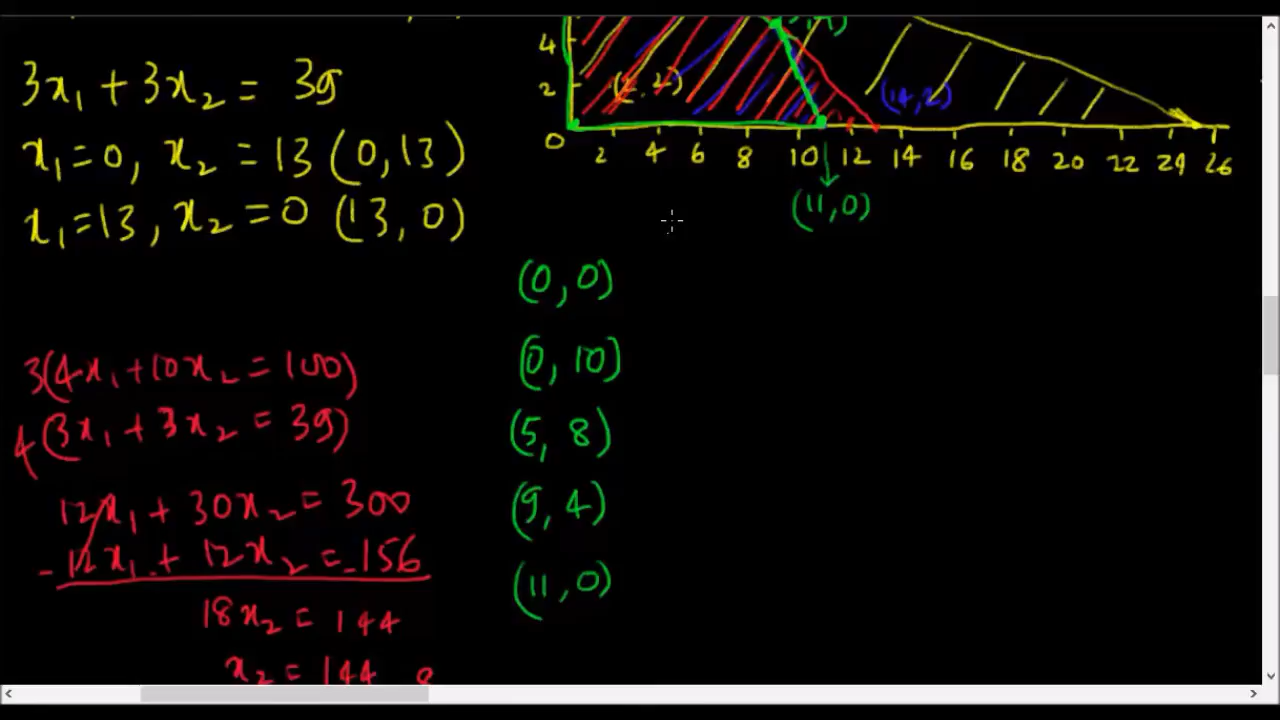 3x₁ + 3x₂ = 39
x₁ = 0, x₂ = 13 (0, 13)
x₁ = 13, x₂ = 0 (13, 0)
3(4x₁ + 10x₂ = 100)
4(3x₁ + 3x₂ = 39)
12x₁ + 30x₂ = 300
- 12x₁ + 12x₂ = 156
18x₂ = 144
x₂ = 144 8
4
2
(14, 2)
0 2 4 6 8 10 12 14 16 18 20 22 24 26
(11, 0)
(0, 0)
(0, 10)
(5, 8)
(9, 4)
(11, 0)